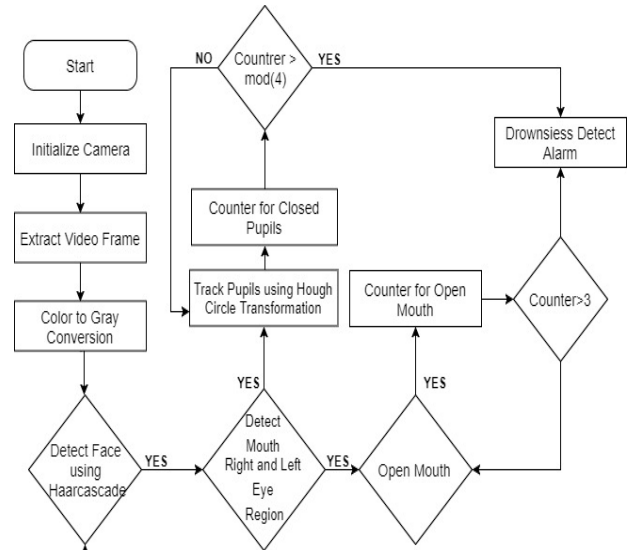 Start
Initialize Camera
Extract Video Frame
Color to Gray
Conversion
Detect Face
using
Haarcascade
YES
Detect
Mouth
Right and Left
Eye
Region
YES
Track Pupils using Hough
Circle Transformation
Counter for Closed
Pupils
Countrer >
mod(4)
NO
YES
YES
Open Mouth
YES
Counter for Open
Mouth
Counter>3
Drownsiess Detect
Alarm